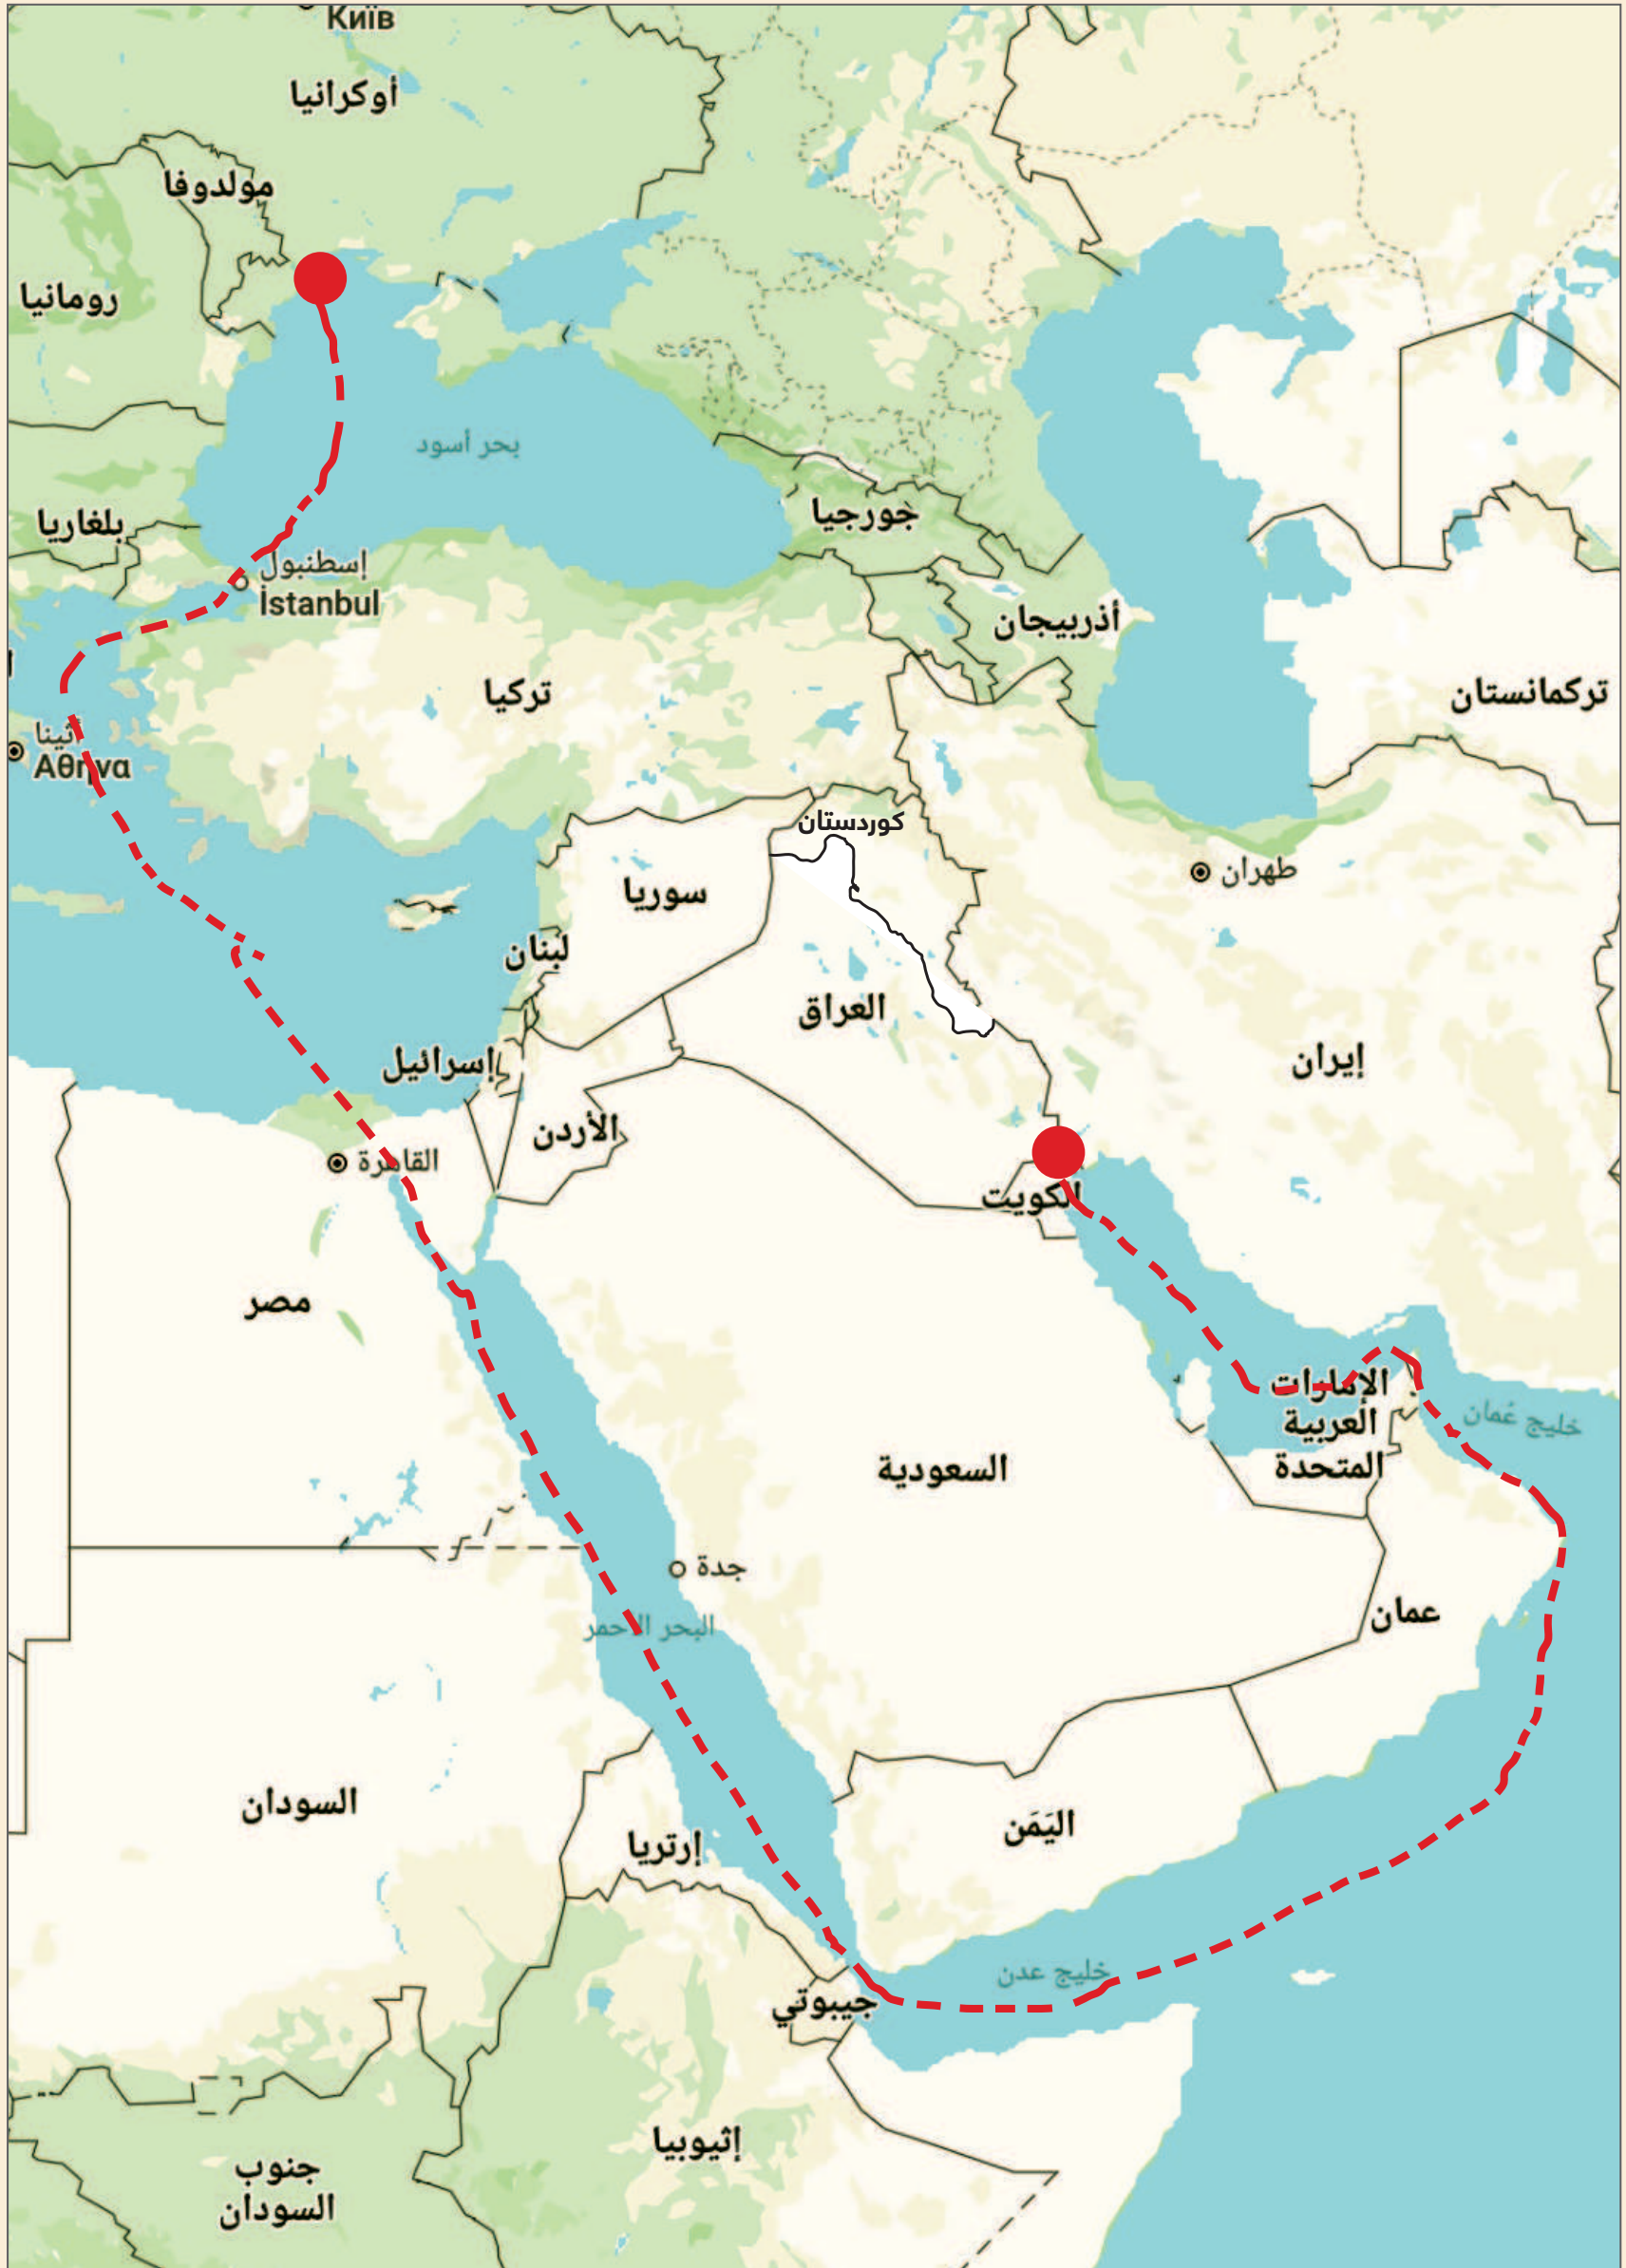 Київ
أوكرانيا
مولدوفا
رومانيا
بحر أسود
بلغاريا
جورجيا
إسطنبول
İstanbul
أذربيجان
تركيا
تركمانستان
أثينا
Αθήνα
كوردستان
طهران
سوريا
لبنان
العراق
إسرائيل
إيران
الأردن
القاهرة
الكويت
مصر
الإمارات
العربية
المتحدة
خليج عُمان
السعودية
جدة
عمان
البحر الأحمر
السودان
اليَمَن
إرتريا
خليج عدن
جيبوتي
إثيوبيا
جنوب
السودان